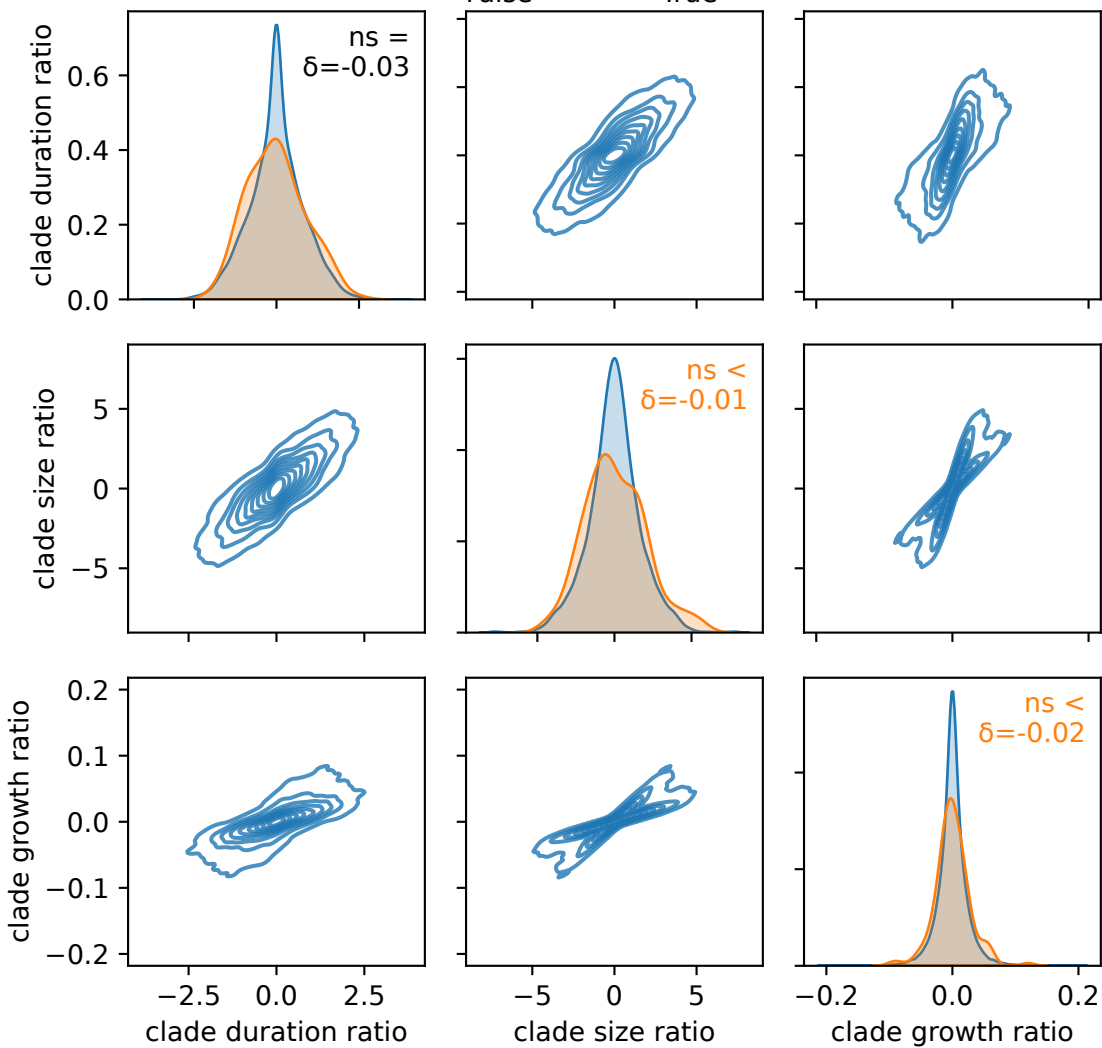 clade duration ratio
0.6
0.4
0.2
0.0
ns =
δ=-0.03
clade size ratio
5
0
−5
ns <
δ=-0.01
clade growth ratio
0.2
0.1
0.0
−0.1
−0.2
ns <
δ=-0.02
−2.5 0.0 2.5
−5 0 5
−0.2 0.0 0.2
clade duration ratio
clade size ratio
clade growth ratio